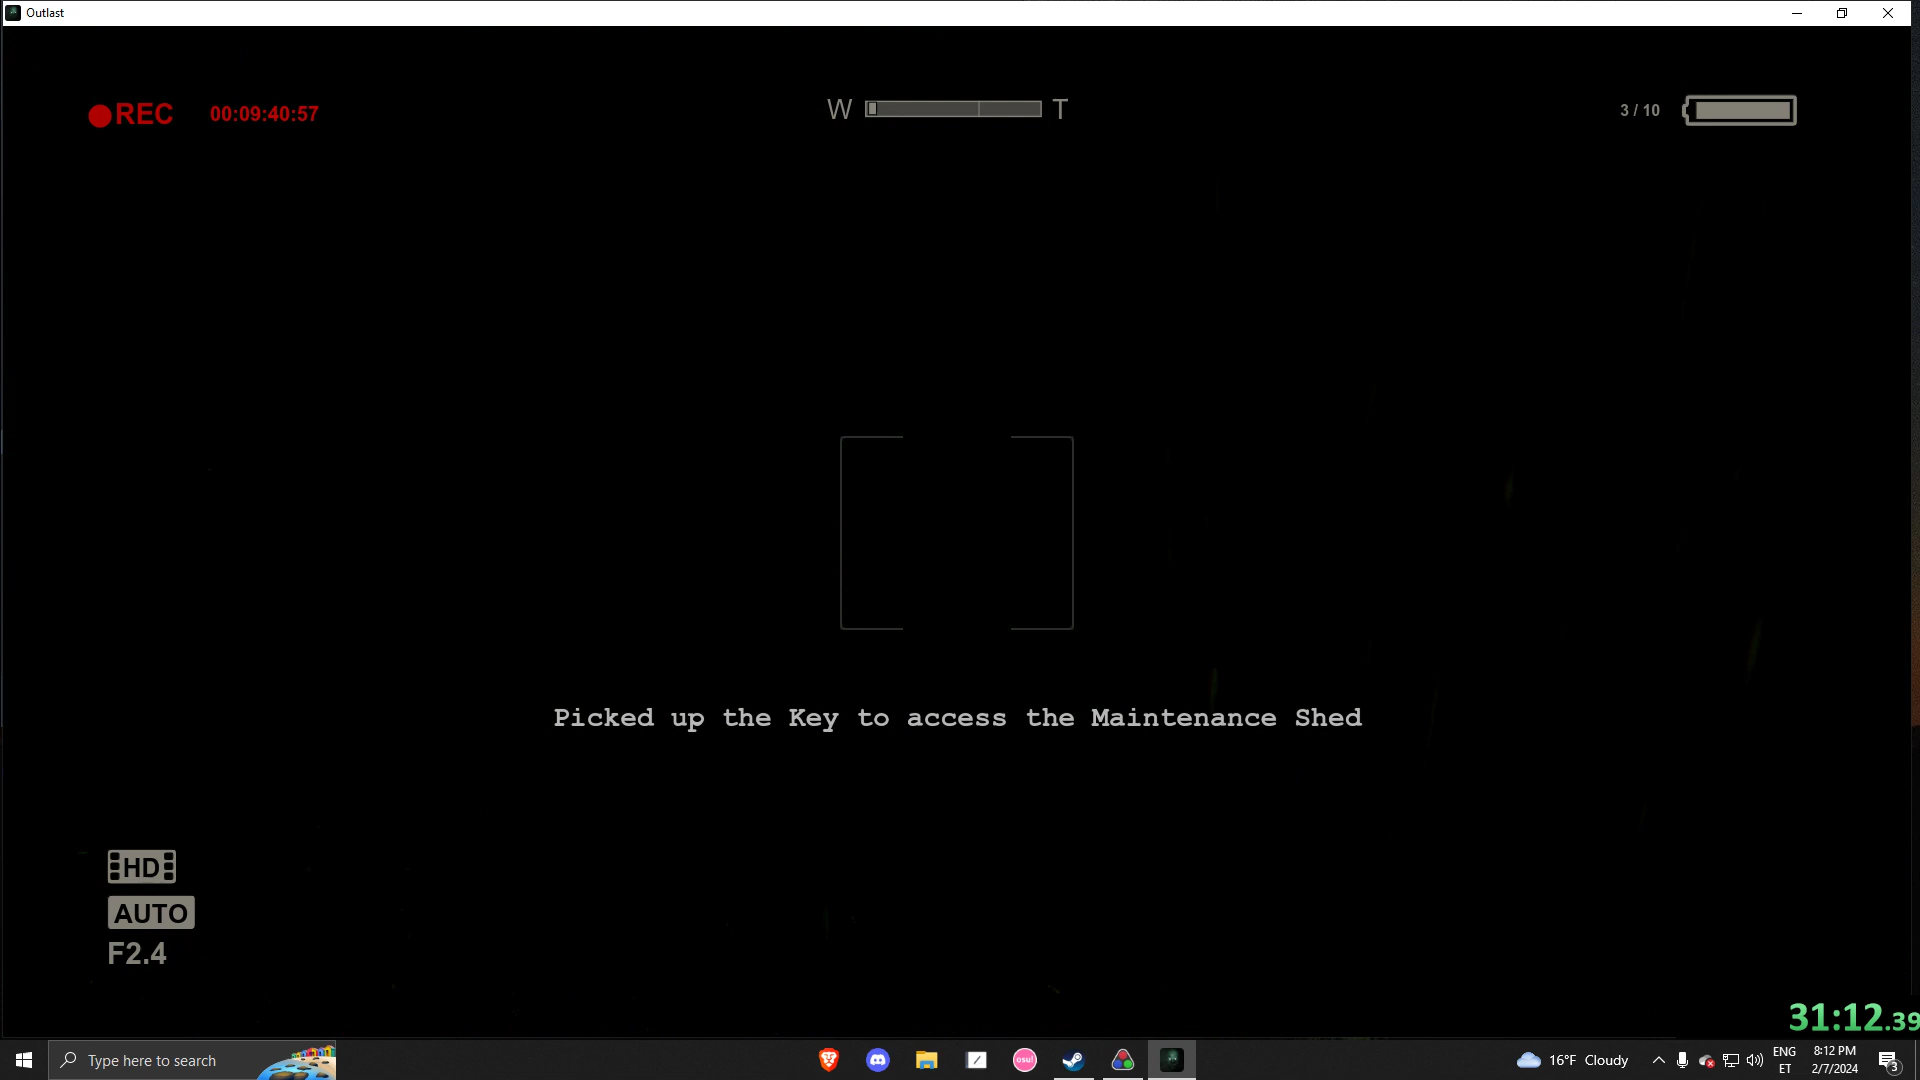 Outlast
REC 00:09:40:57
W T
3 / 10
Picked up the Key to access the Maintenance Shed
HD
AUTO
F2.4
31:12.39
Type here to search
osu!
16°F Cloudy
ENG
ET
8:12 PM
2/7/2024
3